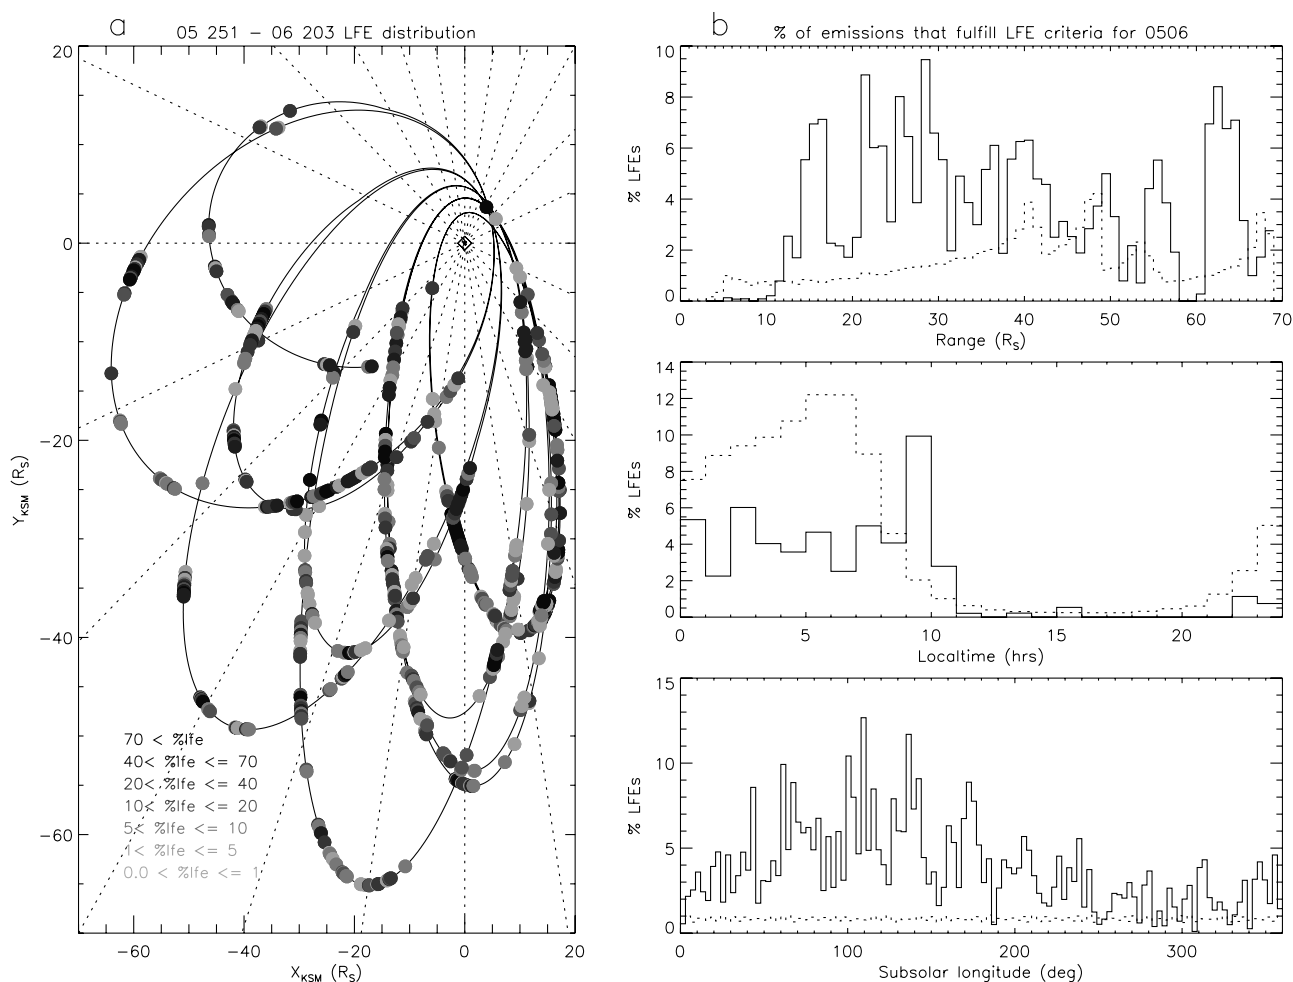 a
05 251 – 06 203 LFE distribution
20
0
−20
−40
−60
Y_KSM (R_S)
70 < %lfe
40< %lfe <= 70
20< %lfe <= 40
10< %lfe <= 20
5< %lfe <= 10
1< %lfe <= 5
0.0 < %lfe <= 1
−60
−40
−20
0
20
X_KSM (R_S)
b
% of emissions that fulfill LFE criteria for 0506
10
8
6
4
2
0
% LFEs
0
10
20
30
40
50
60
70
Range (R_S)
14
12
10
8
6
4
2
0
% LFEs
0
5
10
15
20
Localtime (hrs)
15
10
5
0
% LFEs
0
100
200
300
Subsolar longitude (deg)